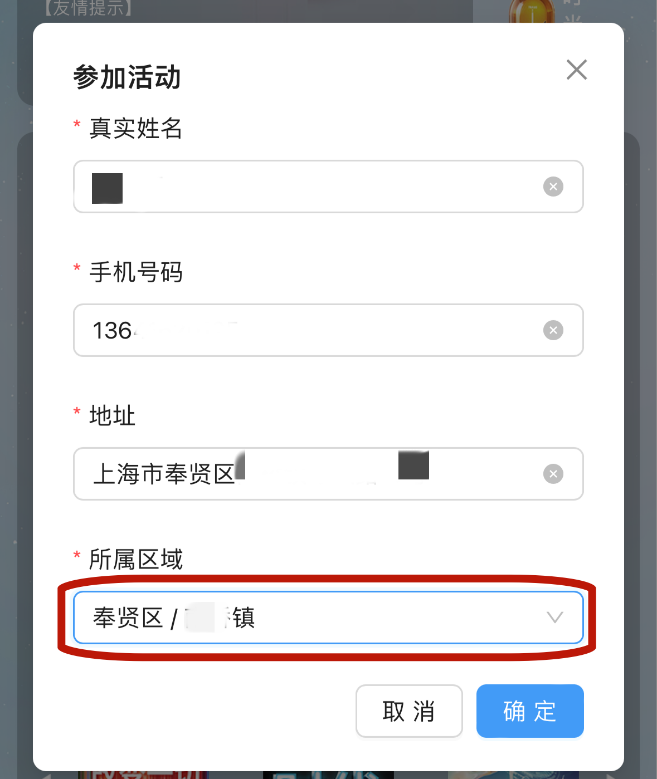 【友情提示】
参加活动
* 真实姓名
* 手机号码
136
* 地址
上海市奉贤区
* 所属区域
奉贤区 / 镇
取 消
确 定